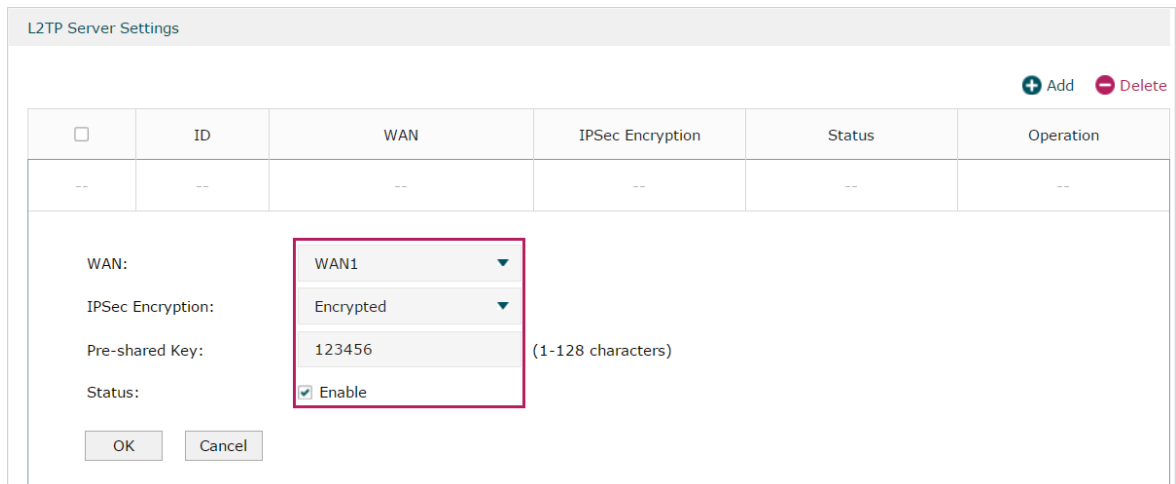 L2TP Server Settings
Add Delete
ID WAN IPSec Encryption Status Operation
-- -- -- -- -- --
WAN: WAN1
IPSec Encryption: Encrypted
Pre-shared Key: 123456 (1-128 characters)
Status: Enable
OK Cancel